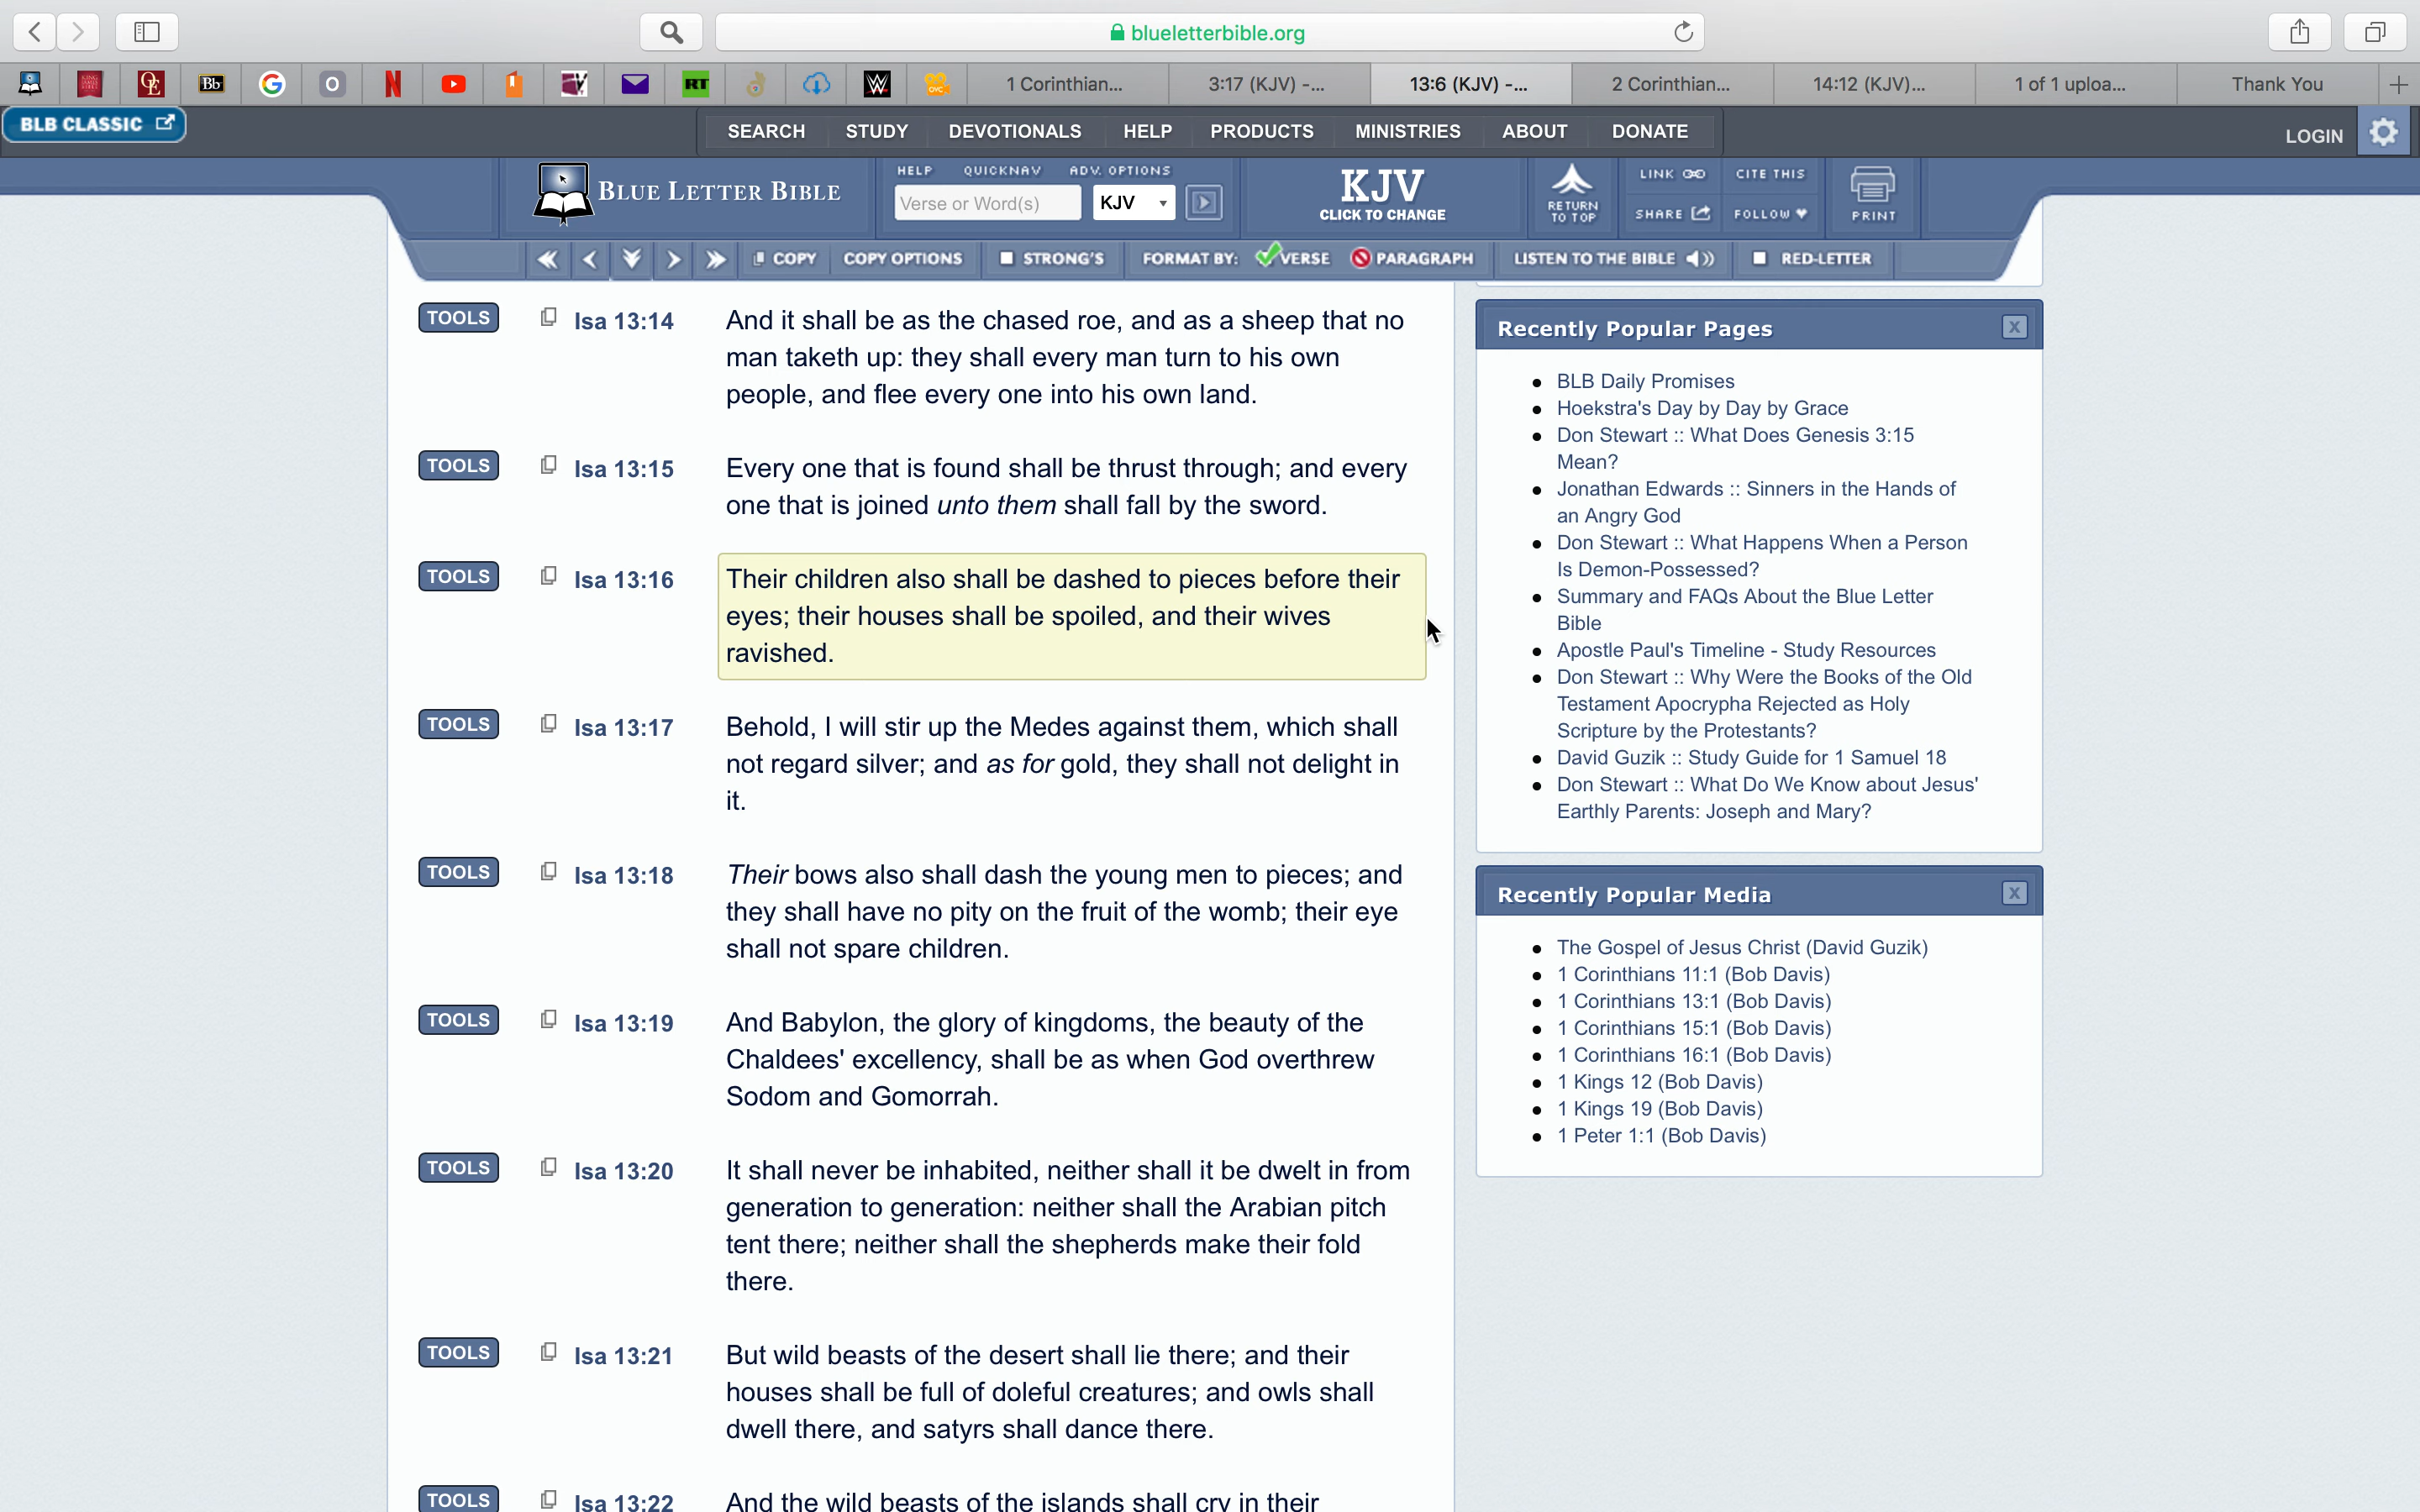 blueletterbible.org
Bb
G
O
N
RT
W
1 Corinthian...
3:17 (KJV) -...
13:6 (KJV) -...
2 Corinthian...
14:12 (KJV)...
1 of 1 uploa...
Thank You
BLB CLASSIC
SEARCH
STUDY
DEVOTIONALS
HELP
PRODUCTS
MINISTRIES
ABOUT
DONATE
LOGIN
BLUE LETTER BIBLE
HELP
QUICKNAV
ADV. OPTIONS
Verse or Word(s)
KJV
KJV
CLICK TO CHANGE
RETURN
TO TOP
LINK
CITE THIS
SHARE
FOLLOW
PRINT
COPY
COPY OPTIONS
STRONG'S
FORMAT BY:
VERSE
PARAGRAPH
LISTEN TO THE BIBLE
RED-LETTER
TOOLS Isa 13:14 And it shall be as the chased roe, and as a sheep that no
man taketh up: they shall every man turn to his own
people, and flee every one into his own land.
TOOLS Isa 13:15 Every one that is found shall be thrust through; and every
one that is joined unto them shall fall by the sword.
TOOLS Isa 13:16 Their children also shall be dashed to pieces before their
eyes; their houses shall be spoiled, and their wives
ravished.
TOOLS Isa 13:17 Behold, I will stir up the Medes against them, which shall
not regard silver; and as for gold, they shall not delight in
it.
TOOLS Isa 13:18 Their bows also shall dash the young men to pieces; and
they shall have no pity on the fruit of the womb; their eye
shall not spare children.
TOOLS Isa 13:19 And Babylon, the glory of kingdoms, the beauty of the
Chaldees' excellency, shall be as when God overthrew
Sodom and Gomorrah.
TOOLS Isa 13:20 It shall never be inhabited, neither shall it be dwelt in from
generation to generation: neither shall the Arabian pitch
tent there; neither shall the shepherds make their fold
there.
TOOLS Isa 13:21 But wild beasts of the desert shall lie there; and their
houses shall be full of doleful creatures; and owls shall
dwell there, and satyrs shall dance there.
TOOLS Isa 13:22 And the wild beasts of the islands shall cry in their
Recently Popular Pages
X
BLB Daily Promises
Hoekstra's Day by Day by Grace
Don Stewart :: What Does Genesis 3:15
Mean?
Jonathan Edwards :: Sinners in the Hands of
an Angry God
Don Stewart :: What Happens When a Person
Is Demon-Possessed?
Summary and FAQs About the Blue Letter
Bible
Apostle Paul's Timeline - Study Resources
Don Stewart :: Why Were the Books of the Old
Testament Apocrypha Rejected as Holy
Scripture by the Protestants?
David Guzik :: Study Guide for 1 Samuel 18
Don Stewart :: What Do We Know about Jesus'
Earthly Parents: Joseph and Mary?
Recently Popular Media
X
The Gospel of Jesus Christ (David Guzik)
1 Corinthians 11:1 (Bob Davis)
1 Corinthians 13:1 (Bob Davis)
1 Corinthians 15:1 (Bob Davis)
1 Corinthians 16:1 (Bob Davis)
1 Kings 12 (Bob Davis)
1 Kings 19 (Bob Davis)
1 Peter 1:1 (Bob Davis)